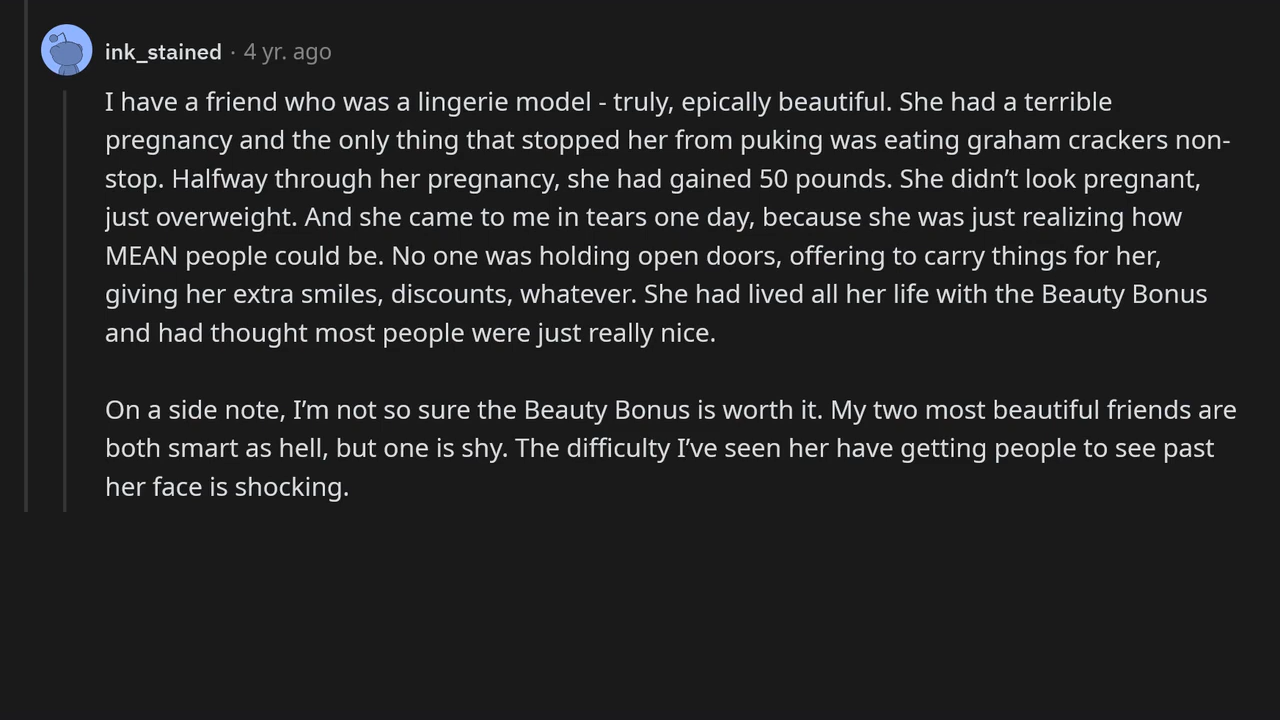 ink_stained · 4 yr. ago
I have a friend who was a lingerie model - truly, epically beautiful. She had a terrible
pregnancy and the only thing that stopped her from puking was eating graham crackers non-
stop. Halfway through her pregnancy, she had gained 50 pounds. She didn’t look pregnant,
just overweight. And she came to me in tears one day, because she was just realizing how
MEAN people could be. No one was holding open doors, offering to carry things for her,
giving her extra smiles, discounts, whatever. She had lived all her life with the Beauty Bonus
and had thought most people were just really nice.
On a side note, I’m not so sure the Beauty Bonus is worth it. My two most beautiful friends are
both smart as hell, but one is shy. The difficulty I’ve seen her have getting people to see past
her face is shocking.